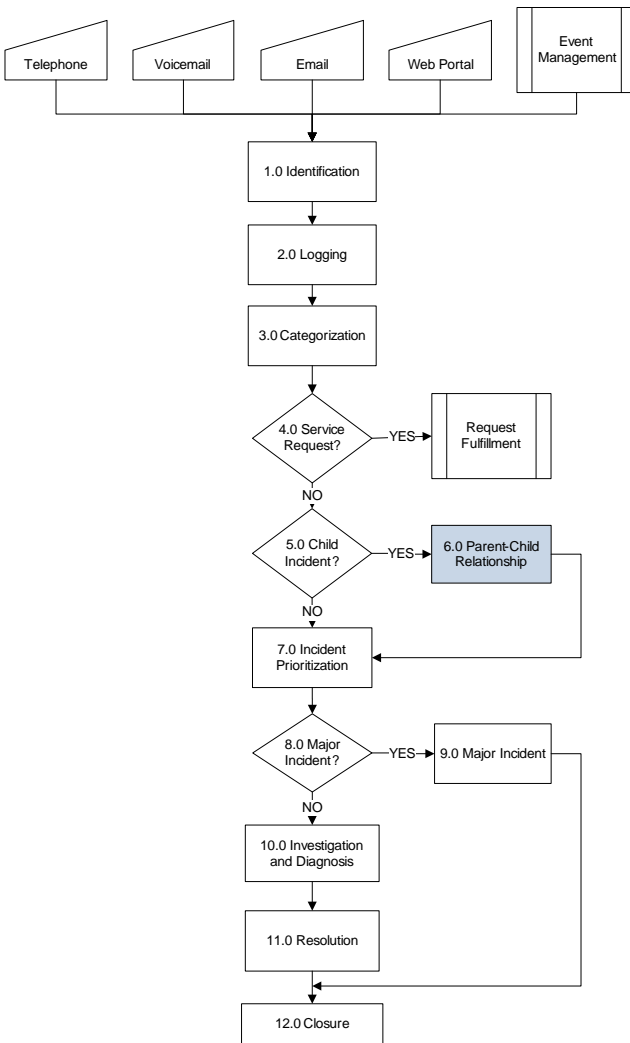 Telephone
Voicemail
Email
Web Portal
Event
Management
1.0 Identification
2.0 Logging
3.0 Categorization
4.0 Service
Request?
YES
Request
Fulfillment
NO
5.0 Child
Incident?
YES
6.0 Parent-Child
Relationship
NO
7.0 Incident
Prioritization
8.0 Major
Incident?
YES
9.0 Major Incident
NO
10.0 Investigation
and Diagnosis
11.0 Resolution
12.0 Closure